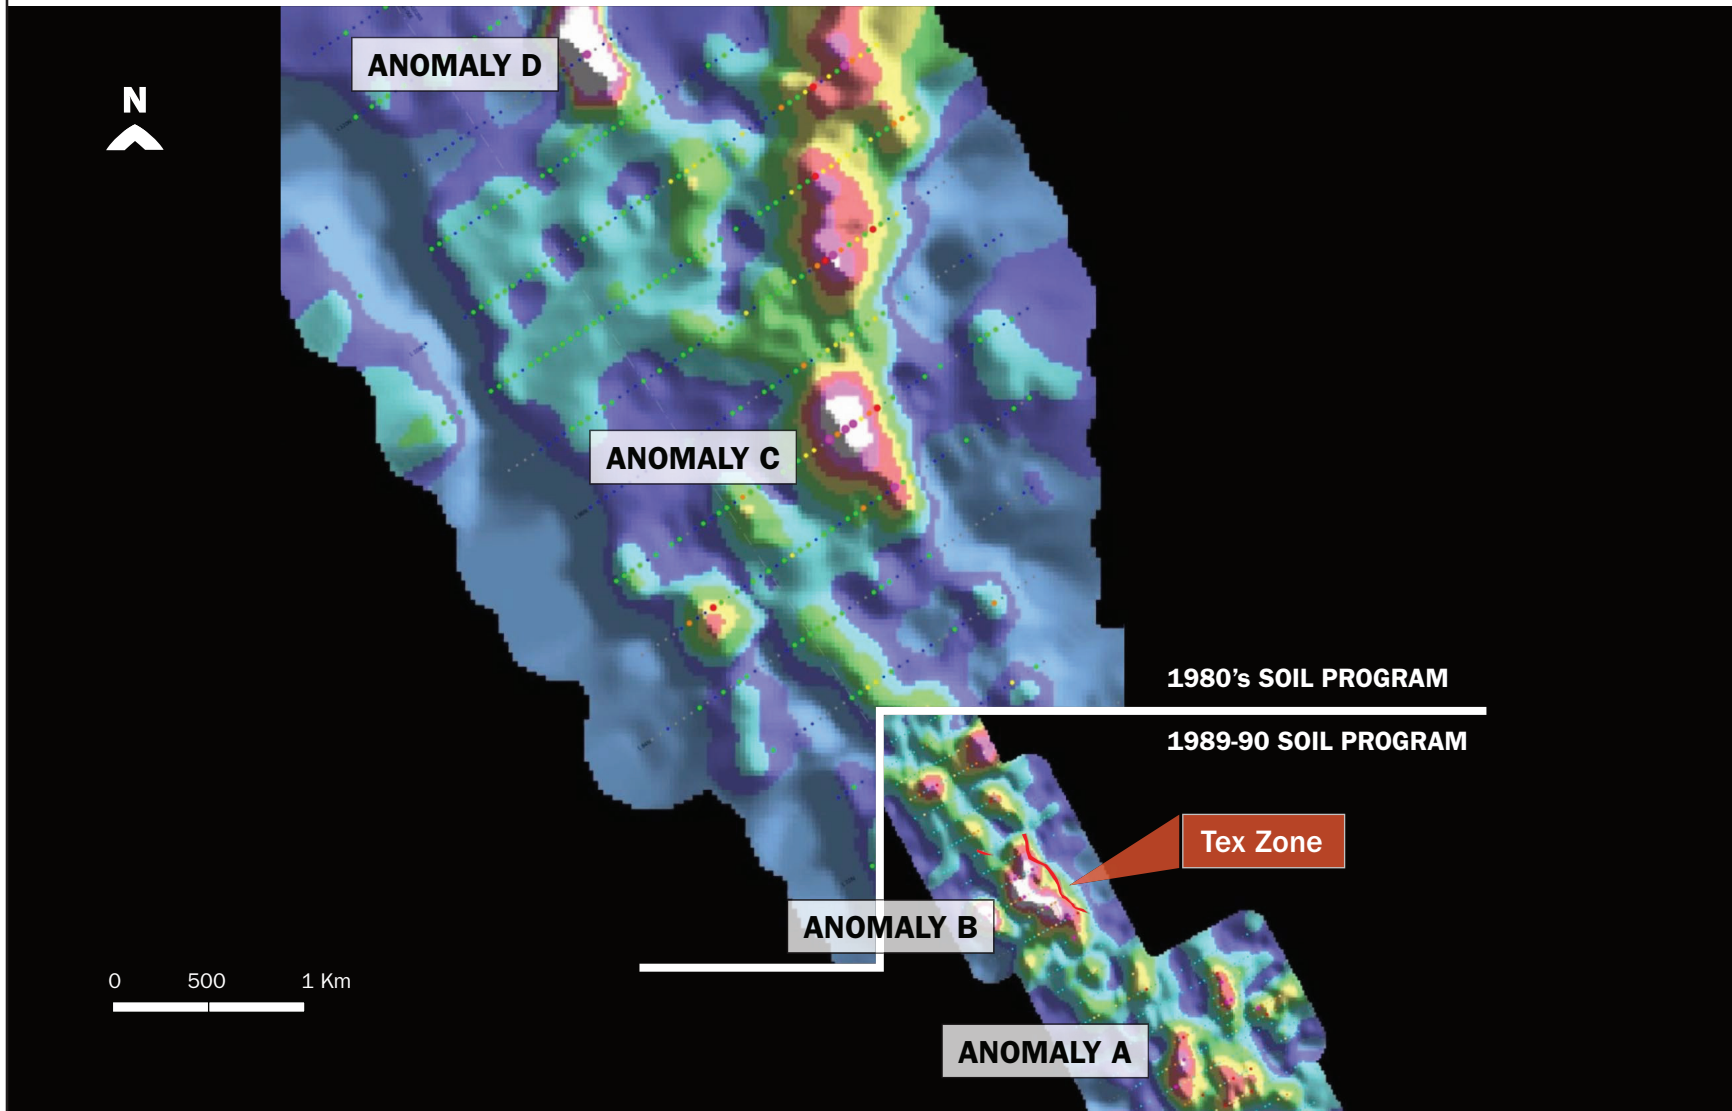 ANOMALY D
N
ANOMALY C
1980's SOIL PROGRAM
1989-90 SOIL PROGRAM
Tex Zone
ANOMALY B
0 500 1 Km
ANOMALY A